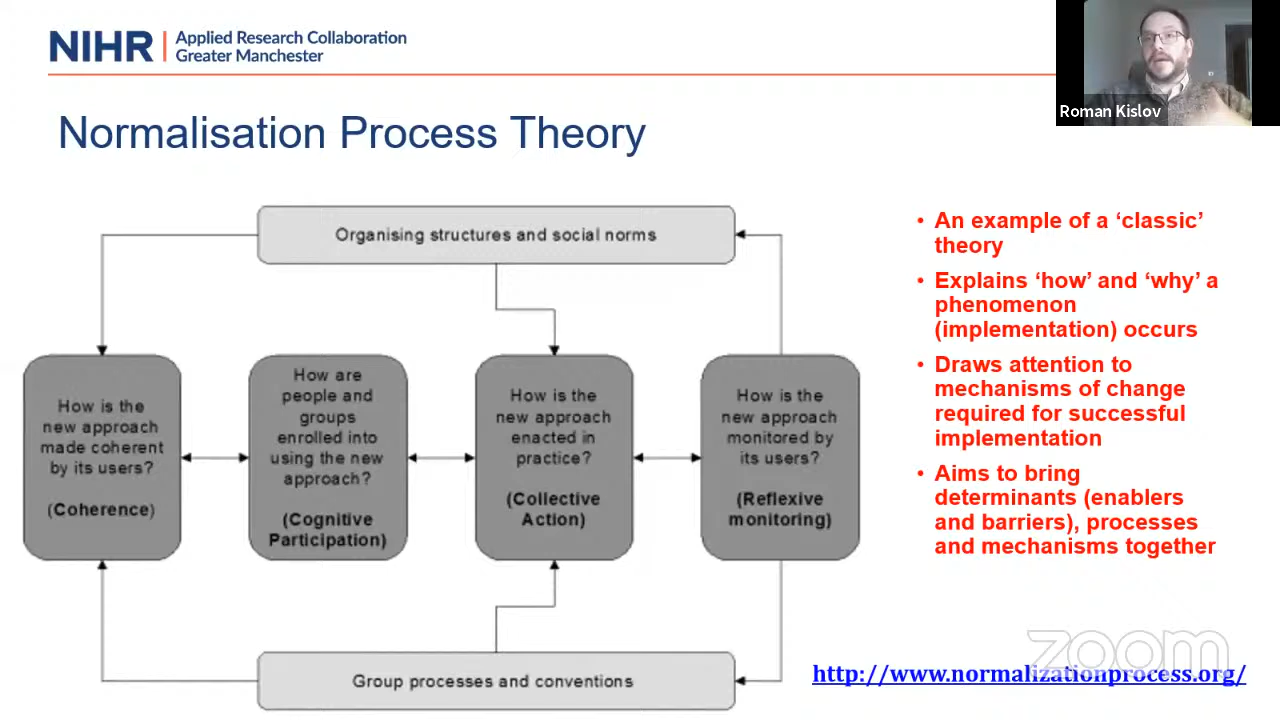 NIHR
Applied Research Collaboration
Greater Manchester
Roman Kislov
Normalisation Process Theory
Organising structures and social norms
How is the
new approach
made coherent
by its users?
(Coherence)
How are
people and
groups
enrolled into
using the new
approach?
(Cognitive
Participation)
How is the
new approach
enacted in
practice?
(Collective
Action)
How is the
new approach
monitored by
its users?
(Reflexive
monitoring)
Group processes and conventions
• An example of a ‘classic’
theory
• Explains ‘how’ and ‘why’ a
phenomenon
(implementation) occurs
• Draws attention to
mechanisms of change
required for successful
implementation
• Aims to bring
determinants (enablers
and barriers), processes
and mechanisms together
zoom
http://www.normalizationprocess.org/